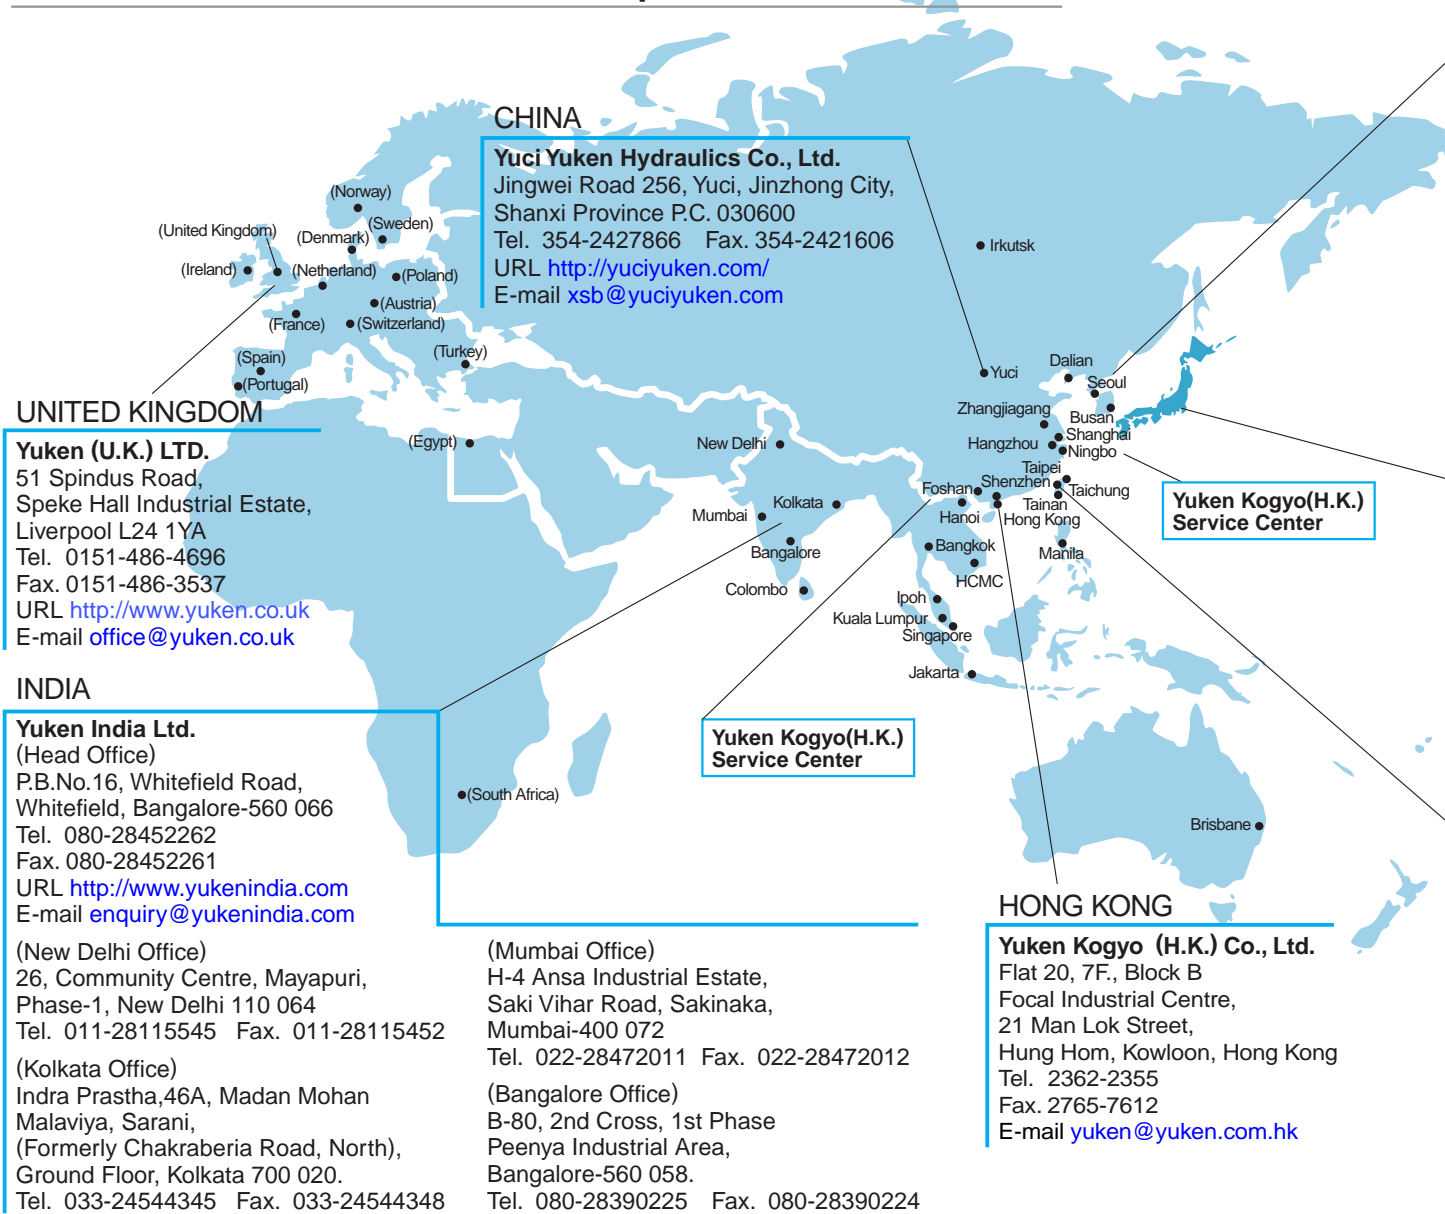 CHINA
Yuci Yuken Hydraulics Co., Ltd.
Jingwei Road 256, Yuci, Jinzhong City,
Shanxi Province P.C. 030600
Tel. 354-2427866 Fax. 354-2421606
URL http://yuciyuken.com/
E-mail xsb@yuciyuken.com
(Norway)
(United Kingdom)
(Sweden)
(Denmark)
(Ireland)
(Netherland)
(Poland)
(Austria)
(France)
(Switzerland)
(Spain)
(Turkey)
(Portugal)
(Egypt)
(South Africa)
Irkutsk
Yuci
Dalian
Seoul
Zhangjiagang
Busan
Shanghai
Hangzhou
Ningbo
Taipei
Foshan
Shenzhen
Taichung
Tainan
Hanoi
Hong Kong
New Delhi
Kolkata
Mumbai
Bangalore
Colombo
Bangkok
Manila
HCMC
Ipoh
Kuala Lumpur
Singapore
Jakarta
Brisbane
Yuken Kogyo(H.K.)
Service Center
Yuken Kogyo(H.K.)
Service Center
UNITED KINGDOM
Yuken (U.K.) LTD.
51 Spindus Road,
Speke Hall Industrial Estate,
Liverpool L24 1YA
Tel. 0151-486-4696
Fax. 0151-486-3537
URL http://www.yuken.co.uk
E-mail office@yuken.co.uk
INDIA
Yuken India Ltd.
(Head Office)
P.B.No.16, Whitefield Road,
Whitefield, Bangalore-560 066
Tel. 080-28452262
Fax. 080-28452261
URL http://www.yukenindia.com
E-mail enquiry@yukenindia.com
(New Delhi Office)
26, Community Centre, Mayapuri,
Phase-1, New Delhi 110 064
Tel. 011-28115545 Fax. 011-28115452
(Kolkata Office)
Indra Prastha,46A, Madan Mohan
Malaviya, Sarani,
(Formerly Chakraberia Road, North),
Ground Floor, Kolkata 700 020.
Tel. 033-24544345 Fax. 033-24544348
(Mumbai Office)
H-4 Ansa Industrial Estate,
Saki Vihar Road, Sakinaka,
Mumbai-400 072
Tel. 022-28472011 Fax. 022-28472012
(Bangalore Office)
B-80, 2nd Cross, 1st Phase
Peenya Industrial Area,
Bangalore-560 058.
Tel. 080-28390225 Fax. 080-28390224
HONG KONG
Yuken Kogyo (H.K.) Co., Ltd.
Flat 20, 7F., Block B
Focal Industrial Centre,
21 Man Lok Street,
Hung Hom, Kowloon, Hong Kong
Tel. 2362-2355
Fax. 2765-7612
E-mail yuken@yuken.com.hk